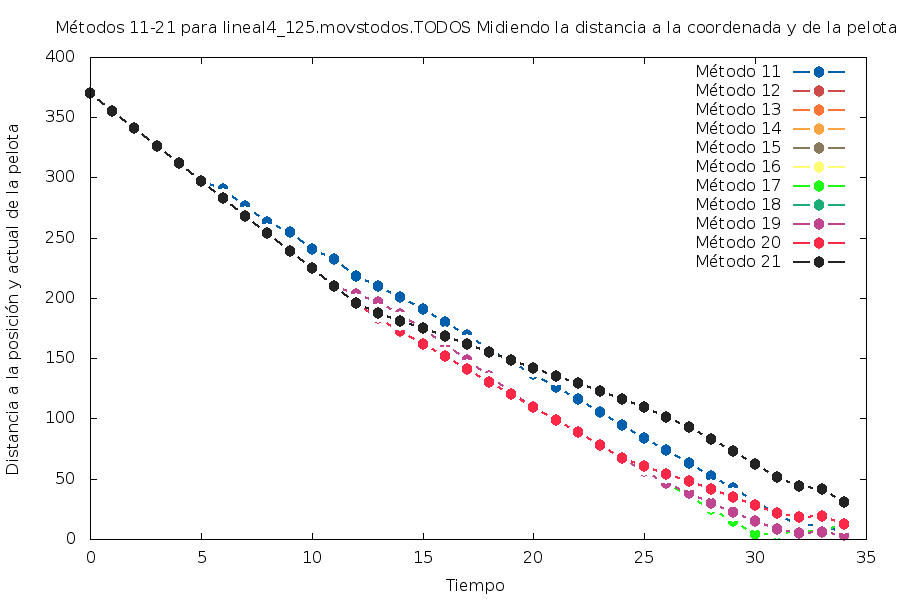 Métodos 11-21 para lineal4_125.movstodos.TODOS Midiendo la distancia a la coordenada y de la pelota
400
350
300
250
200
150
100
50
0
Distancia a la posición y actual de la pelota
Método 11
Método 12
Método 13
Método 14
Método 15
Método 16
Método 17
Método 18
Método 19
Método 20
Método 21
0 5 10 15 20 25 30 35
Tiempo